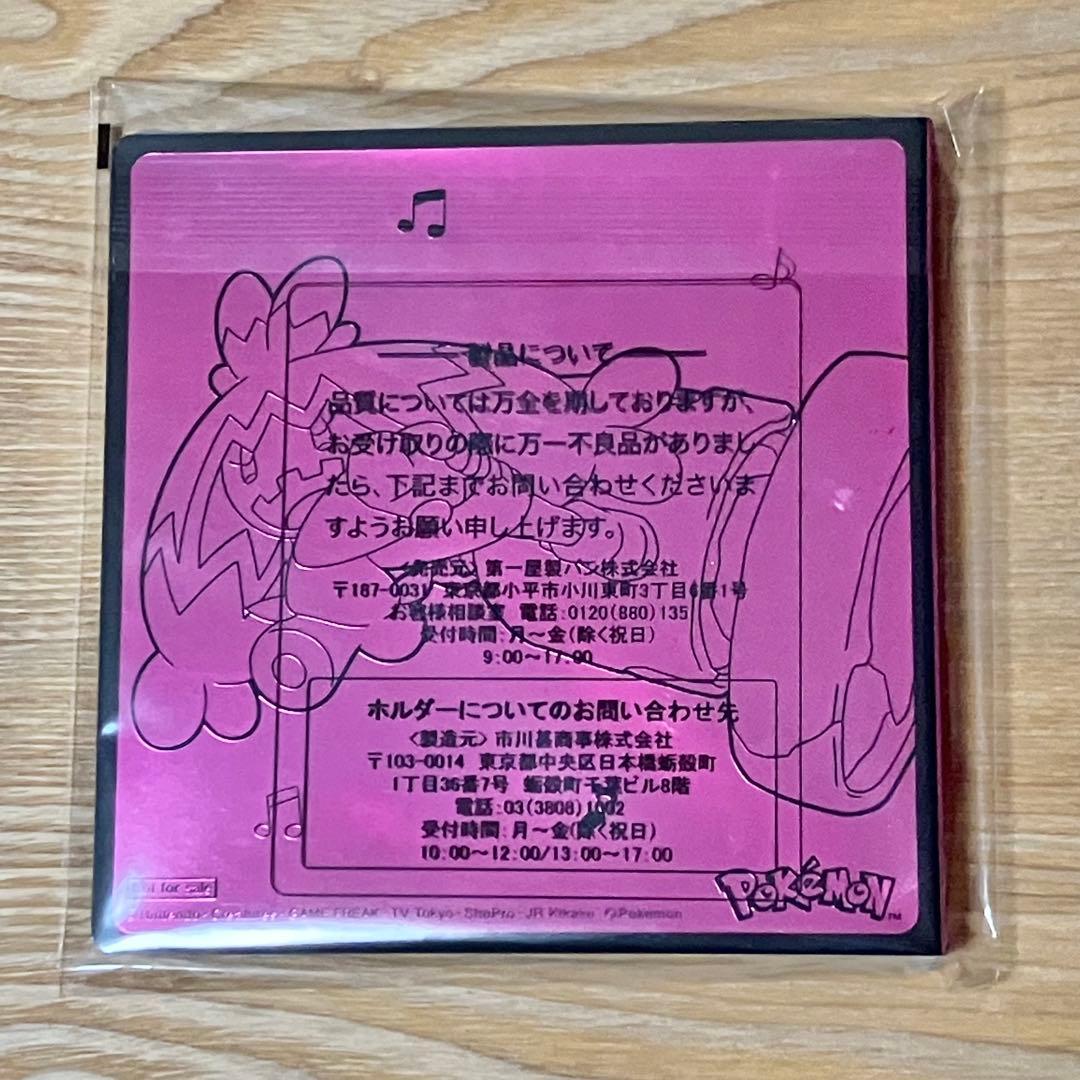 製品について
品質については万全を期しておりますが、
お受け取りの際に万一不良品がありまし
たら、下記までお問い合わせくださいま
すようお願い申し上げます。
〈発売元〉第一屋製パン株式会社
〒187-0031 東京都小平市小川東町3丁目6番1号
お客様相談室 電話:0120(880)135
受付時間:月〜金(除く祝日)
9:00〜17:00
ホルダーについてのお問い合わせ先
〈製造元〉市川甚商事株式会社
〒103-0014 東京都中央区日本橋蛎殻町
1丁目36番7号 蛎殻町千葉ビル8階
電話:03(3808)1002
受付時間:月〜金(除く祝日)
10:00〜12:00/13:00〜17:00
Not for sale
POKéMON™
Nintendo・Creatures・GAME FREAK・TV Tokyo・ShoPro・JR Kikaku ©Pokémon